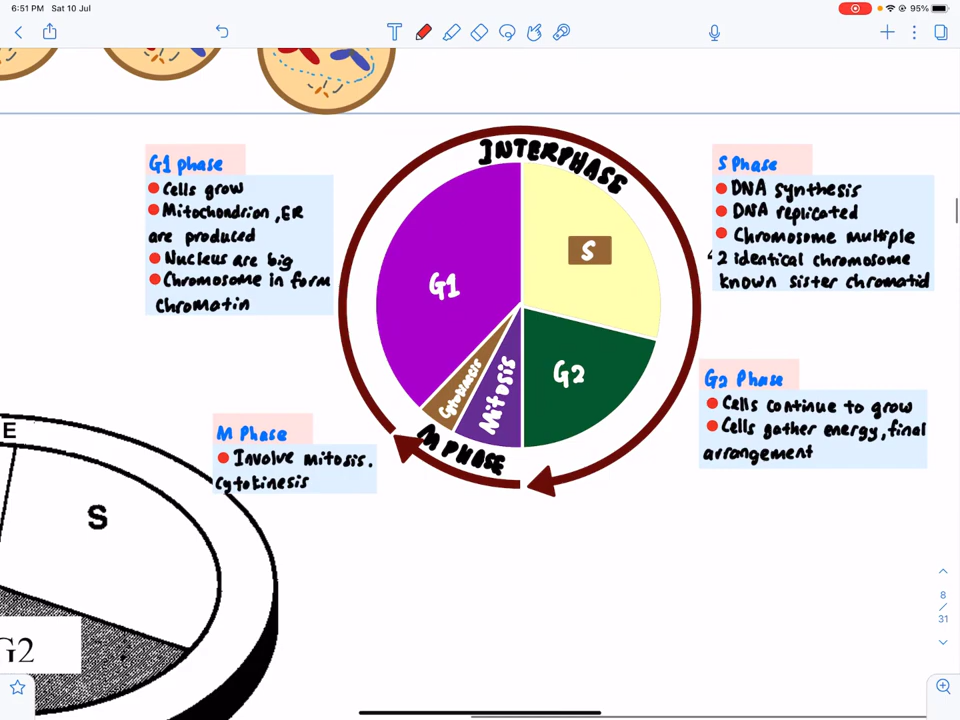 6:51 PM Sat 10 Jul
95%
T
INTERPHASE
G1 phase
Cells grow
Mitochondrion, ER
are produced
Nucleus are big
Chromosome in form
Chromatin
S Phase
DNA synthesis
DNA replicated
Chromosome multiple
2 identical chromosome
known sister chromatid
S
G1
G2
Cytokinesis
Mitosis
M PHASE
G2 Phase
Cells continue to grow
Cells gather energy, final
arrangement
M Phase
Involve mitosis.
cytokinesis
E
S
G2
8
/
31